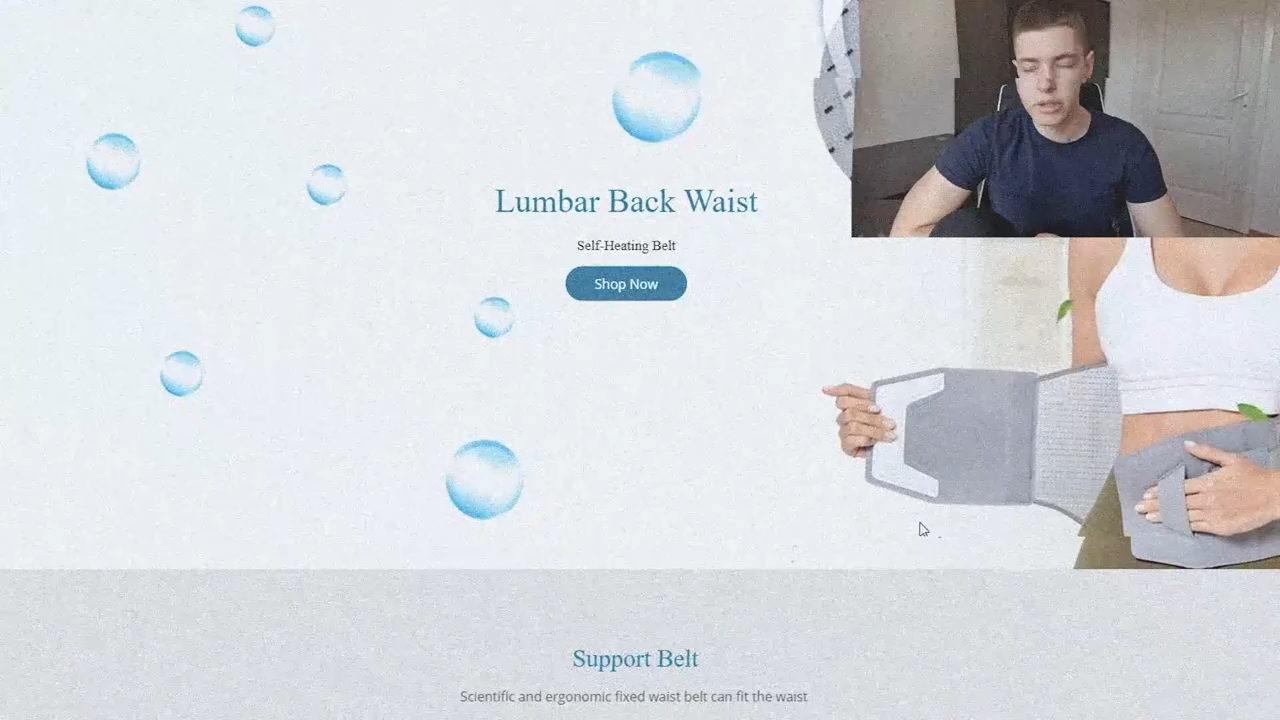 Lumbar Back Waist
Self-Heating Belt
Shop Now
Support Belt
Scientific and ergonomic fixed waist belt can fit the waist